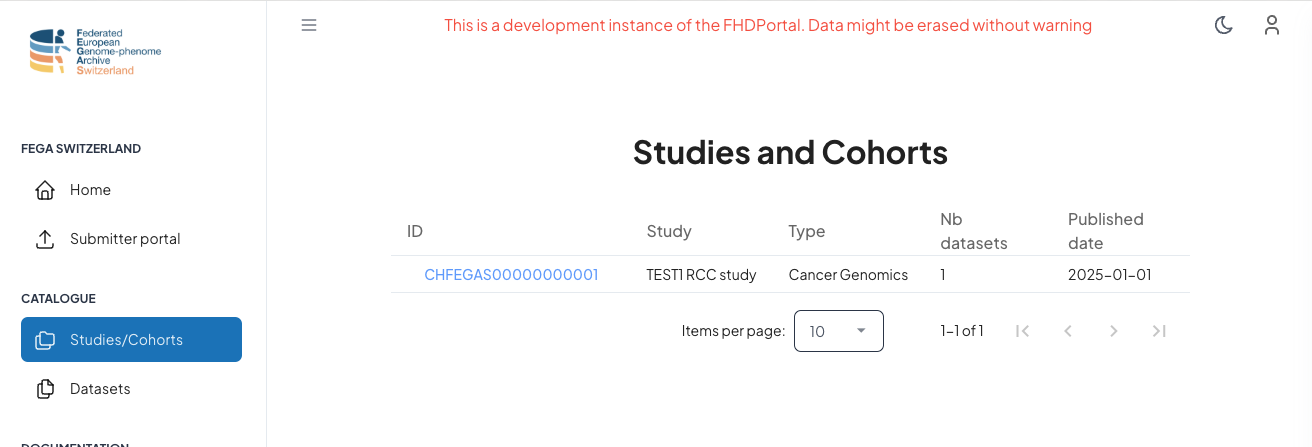 Federated
European
Genome-phenome
Archive
Switzerland
This is a development instance of the FHDPortal. Data might be erased without warning
FEGA SWITZERLAND
Home
Submitter portal
CATALOGUE
Studies/Cohorts
Datasets
DOCUMENTATION
Studies and Cohorts
ID Study Type Nb datasets Published date
CHFEGAS00000000001 TEST1 RCC study Cancer Genomics 1 2025-01-01
Items per page: 10 1–1 of 1